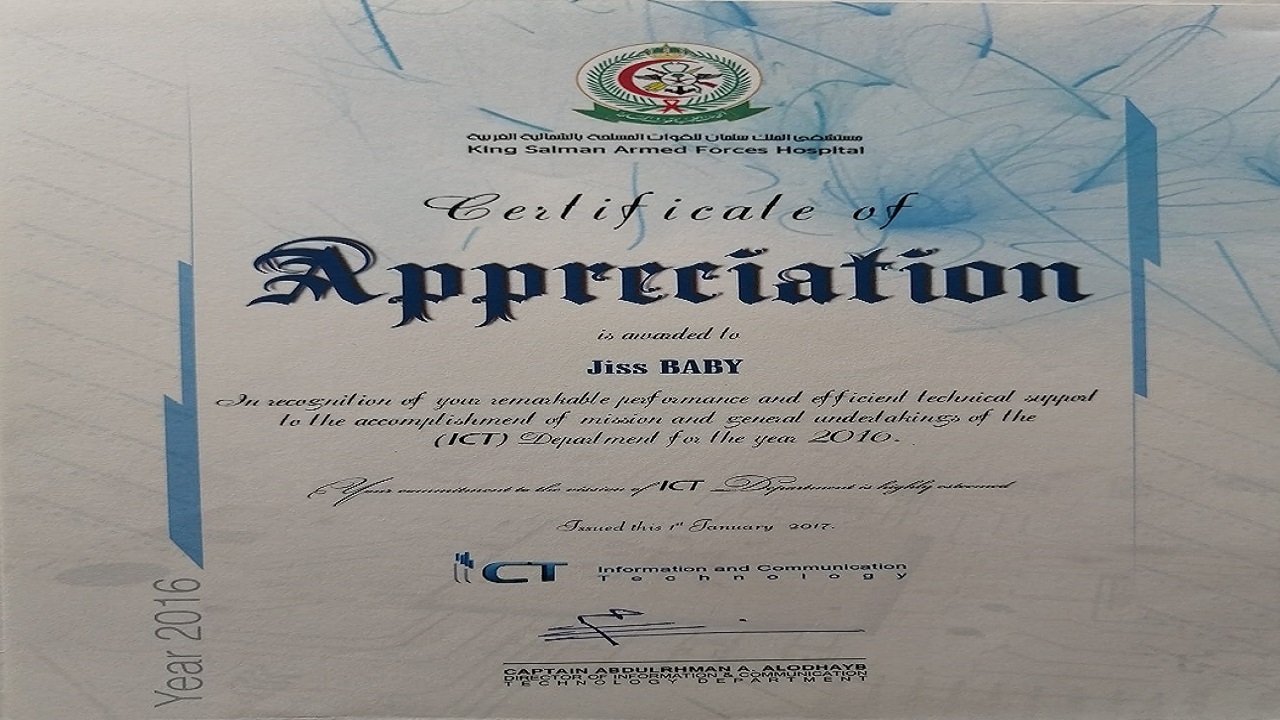 مستشفى الملك سلمان للقوات المسلحة بالشمالية الغربية
King Salman Armed Forces Hospital
Certificate of
Appreciation
is awarded to
Jiss BABY
In recognition of your remarkable performance and efficient technical support
to the accomplishment of mission and general undertakings of the
(ICT) Department for the year 2016.
Your commitment to the mission of ICT Department is highly esteemed
Issued this 1st January 2017.
ICT Information and Communication
Technology
CAPTAIN ABDULRHMAN A. ALODHAYB
DIRECTOR OF INFORMATION & COMMUNICATION
TECHNOLOGY DEPARTMENT
Year 2016